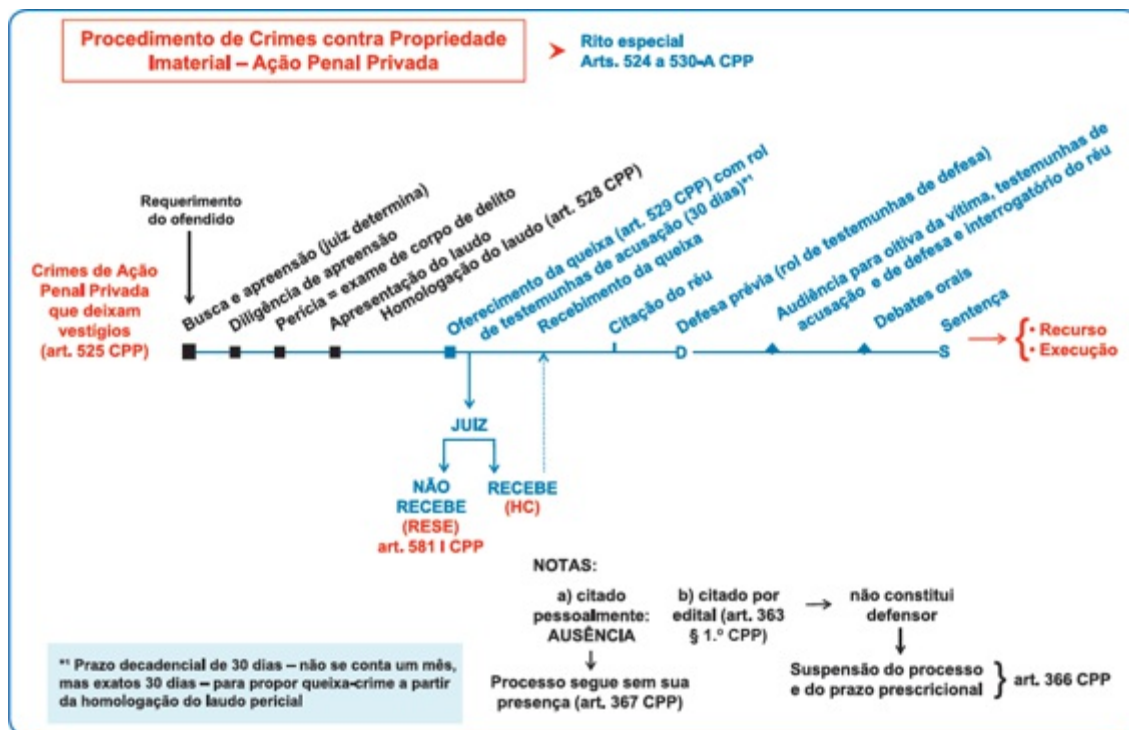 Procedimento de Crimes contra Propriedade
Imaterial – Ação Penal Privada
Rito especial
Arts. 524 a 530-A CPP
Requerimento
do ofendido
Crimes de Ação
Penal Privada
que deixam
vestígios
(art. 525 CPP)
Busca e apreensão (juiz determina)
Diligência de apreensão
Perícia = exame de corpo de delito
Apresentação do laudo
Homologação do laudo (art. 528 CPP)
Oferecimento da queixa (art. 529 CPP) com rol
de testemunhas de acusação (30 dias)*¹
Recebimento da queixa
Citação do réu
Defesa prévia (rol de testemunhas de defesa)
Audiência para oitiva da vítima, testemunhas de
acusação e de defesa e interrogatório do réu
Debates orais
Sentença
D
S
• Recurso
• Execução
JUIZ
NÃO
RECEBE
(RESE)
art. 581 I CPP
RECEBE
(HC)
NOTAS:
a) citado
pessoalmente:
AUSÊNCIA
Processo segue sem sua
presença (art. 367 CPP)
b) citado por
edital (art. 363
§ 1.º CPP)
não constitui
defensor
Suspensão do processo
e do prazo prescricional
art. 366 CPP
*¹ Prazo decadencial de 30 dias – não se conta um mês,
mas exatos 30 dias – para propor queixa-crime a partir
da homologação do laudo pericial